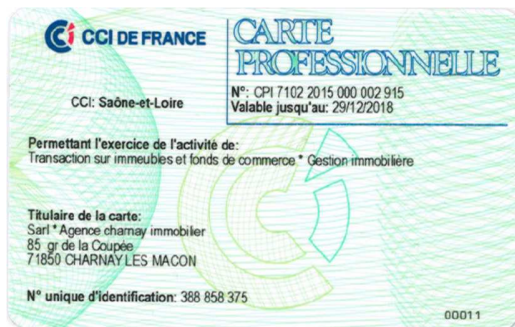 CCI DE FRANCE
CARTE
PROFESSIONNELLE
N°: CPI 7102 2015 000 002 915
Valable jusqu'au: 29/12/2018
CCI: Saône-et-Loire
Permettant l'exercice de l'activité de:
Transaction sur immeubles et fonds de commerce * Gestion immobilière
Titulaire de la carte:
Sarl * Agence charnay immobilier
85 gr de la Coupée
71850 CHARNAY LES MACON
N° unique d'identification: 388 858 375
00011